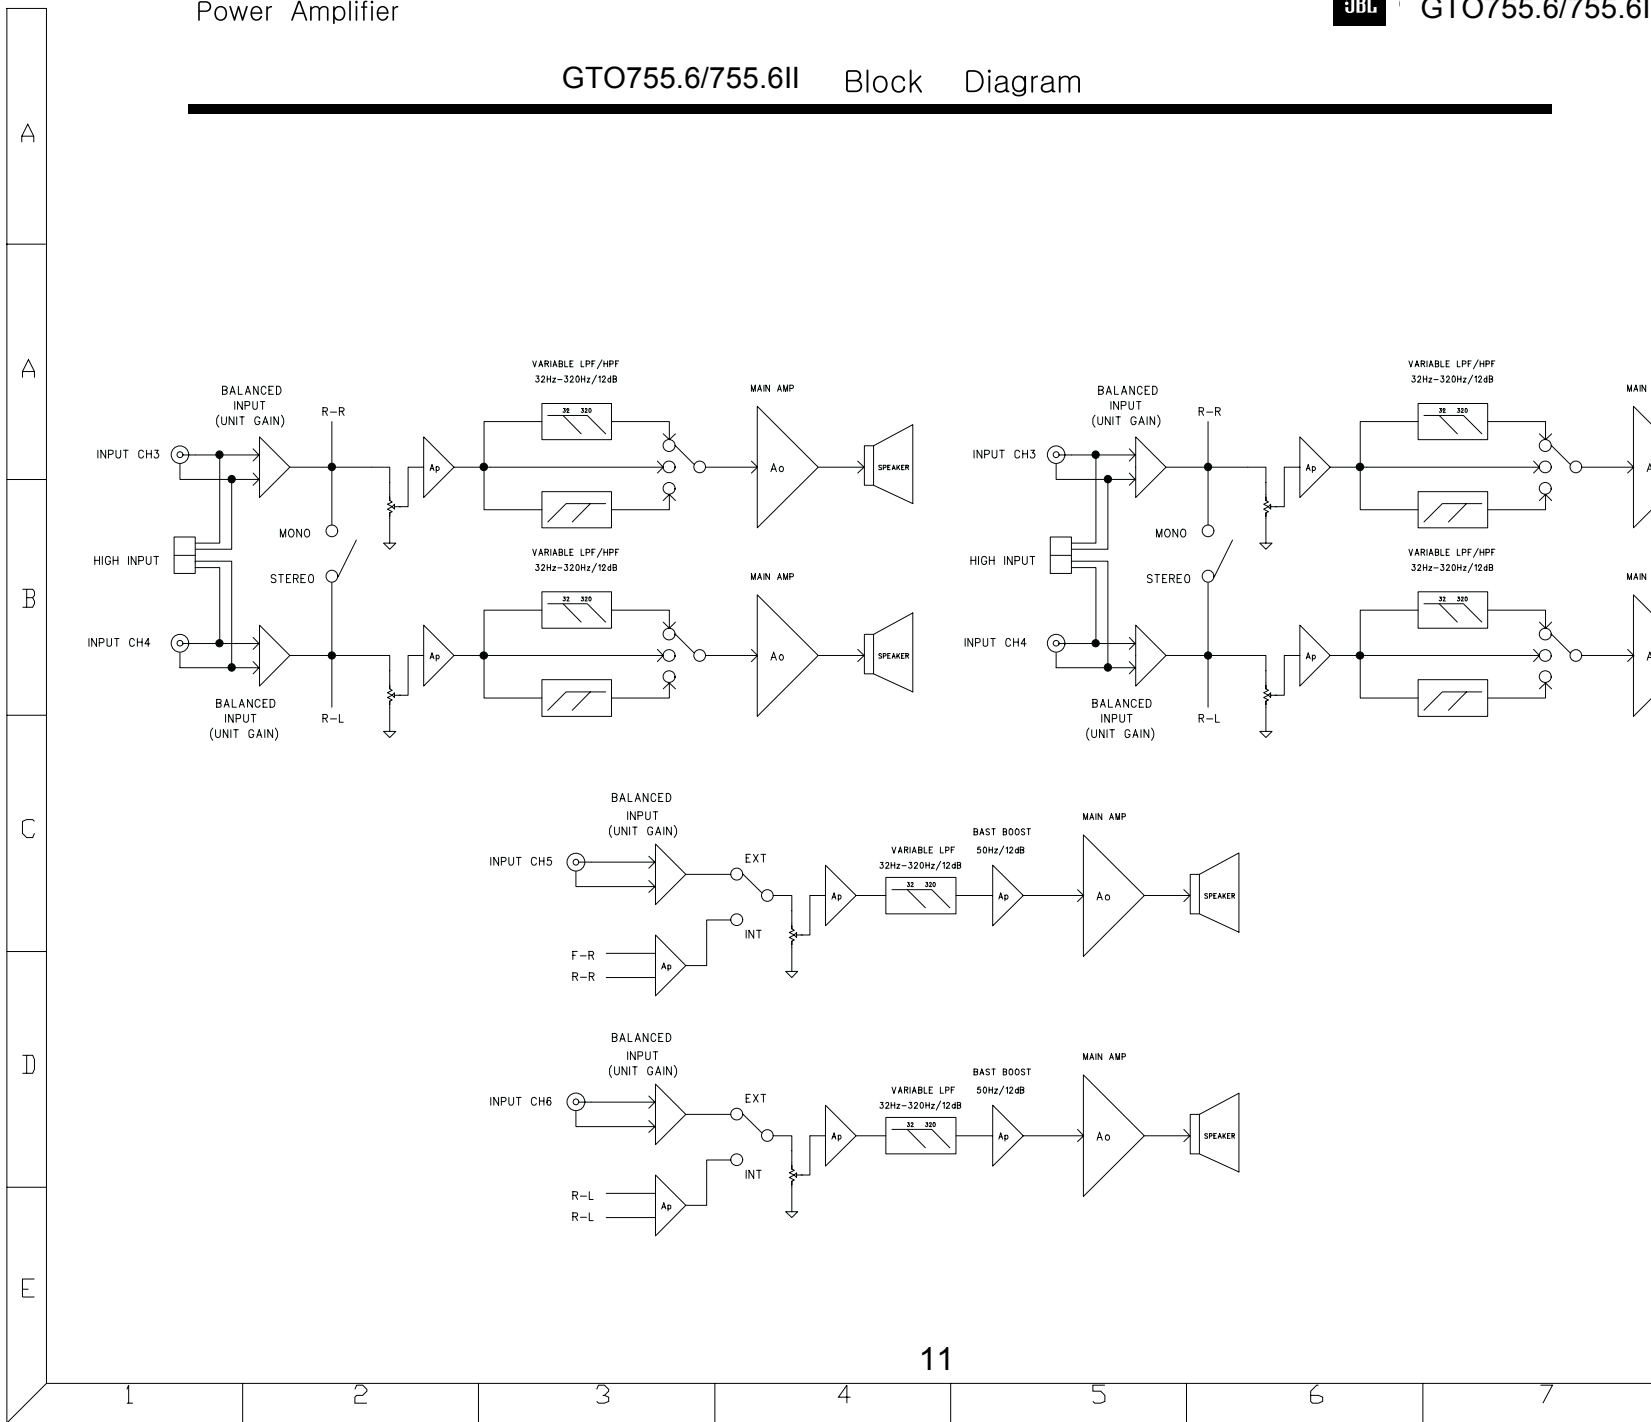 Power Amplifier
JBL GTO755.6/755.6I
GTO755.6/755.6II Block Diagram
A
A
B
C
D
E
VARIABLE LPF/HPF
32Hz-320Hz/12dB
BALANCED
INPUT
(UNIT GAIN)
R-R
MAIN AMP
32 320
INPUT CH3
Ap
Ao
SPEAKER
MONO
HIGH INPUT
STEREO
VARIABLE LPF/HPF
32Hz-320Hz/12dB
MAIN AMP
32 320
INPUT CH4
Ap
Ao
SPEAKER
BALANCED
INPUT
(UNIT GAIN)
R-L
VARIABLE LPF/HPF
32Hz-320Hz/12dB
BALANCED
INPUT
(UNIT GAIN)
R-R
MAIN
32 320
INPUT CH3
Ap
MONO
HIGH INPUT
STEREO
VARIABLE LPF/HPF
32Hz-320Hz/12dB
MAIN
32 320
INPUT CH4
Ap
BALANCED
INPUT
(UNIT GAIN)
R-L
BALANCED
INPUT
(UNIT GAIN)
INPUT CH5
EXT
VARIABLE LPF
32Hz-320Hz/12dB
32 320
BAST BOOST
50Hz/12dB
MAIN AMP
Ap
Ap
Ao
SPEAKER
INT
F-R
R-R
Ap
BALANCED
INPUT
(UNIT GAIN)
INPUT CH6
EXT
VARIABLE LPF
32Hz-320Hz/12dB
32 320
BAST BOOST
50Hz/12dB
MAIN AMP
Ap
Ap
Ao
SPEAKER
INT
R-L
R-L
Ap
11
1 2 3 4 5 6 7